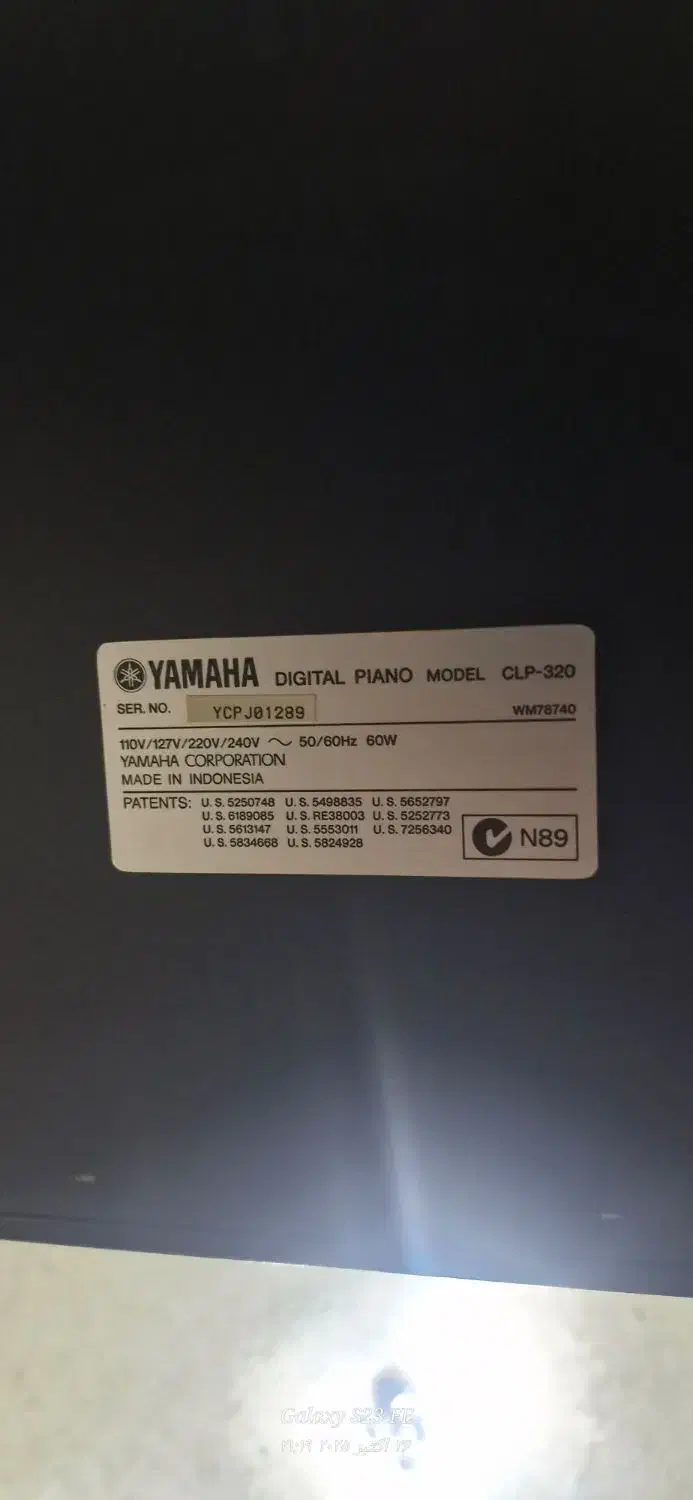 YAMAHA DIGITAL PIANO MODEL CLP-320
SER. NO. YCPJ01289 WM78740
110V/127V/220V/240V ~ 50/60Hz 60W
YAMAHA CORPORATION
MADE IN INDONESIA
PATENTS: U.S.5250748 U.S.5498835 U.S.5652797
U.S.6189085 U.S.RE38003 U.S.5252773
U.S.5613147 U.S.5553011 U.S.7256340
U.S.5834668 U.S.5824928
N89
Galaxy S23 FE
اکتبر ٢٠٢٥